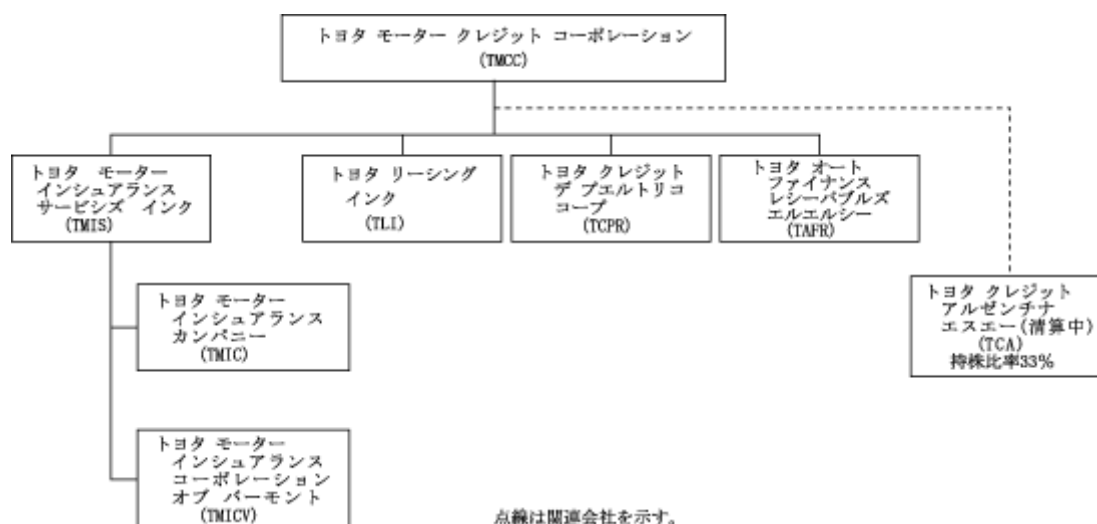 トヨタ モーター クレジット コーポレーション
(TMCC)
トヨタ モーター
インシュアランス
サービシズ インク
(TMIS)
トヨタ リーシング
インク
(TLI)
トヨタ クレジット
デ プエルトリコ
コープ
(TCPR)
トヨタ オート
ファイナンス
レシーバブルズ
エルエルシー
(TAFR)
トヨタ モーター
インシュアランス
カンパニー
(TMIC)
トヨタ クレジット
アルゼンチナ
エスエー(清算中)
(TCA)
持株比率33%
トヨタ モーター
インシュアランス
コーポレーション
オブ バーモント
(TMICV)
点線は関連会社を示す。